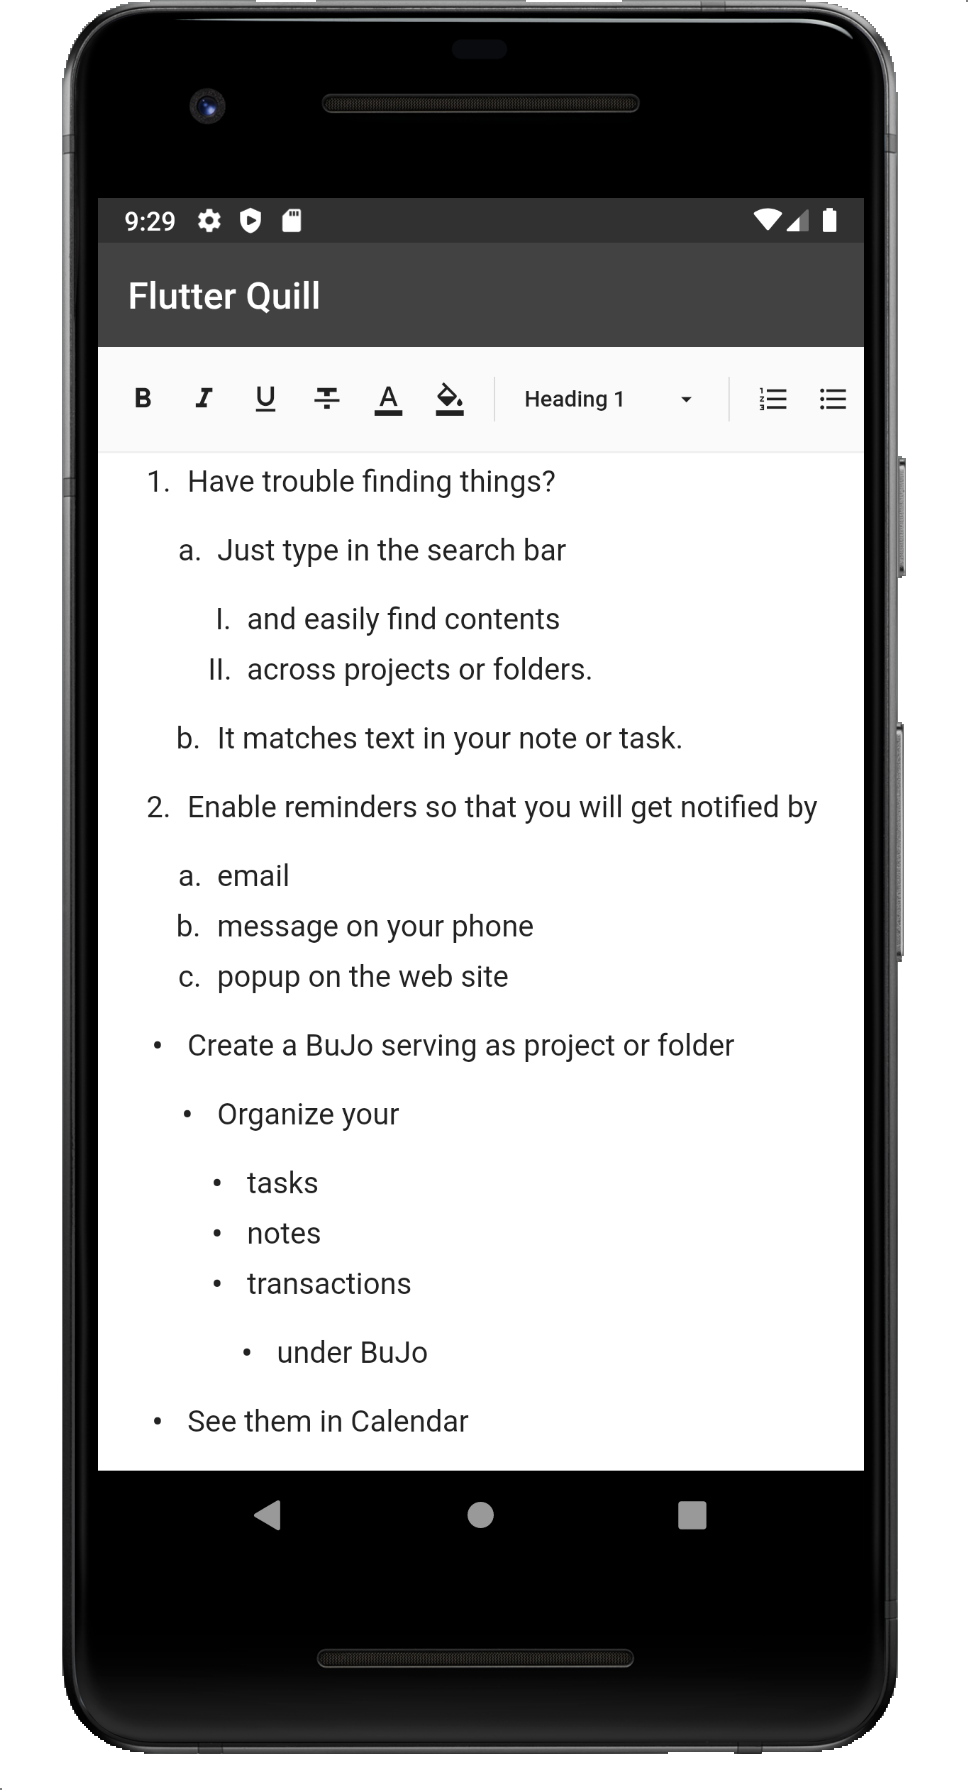 9:29
Flutter Quill
B I U T A Heading 1
1. Have trouble finding things?
a. Just type in the search bar
I. and easily find contents
II. across projects or folders.
b. It matches text in your note or task.
2. Enable reminders so that you will get notified by
a. email
b. message on your phone
c. popup on the web site
• Create a BuJo serving as project or folder
• Organize your
• tasks
• notes
• transactions
• under BuJo
• See them in Calendar